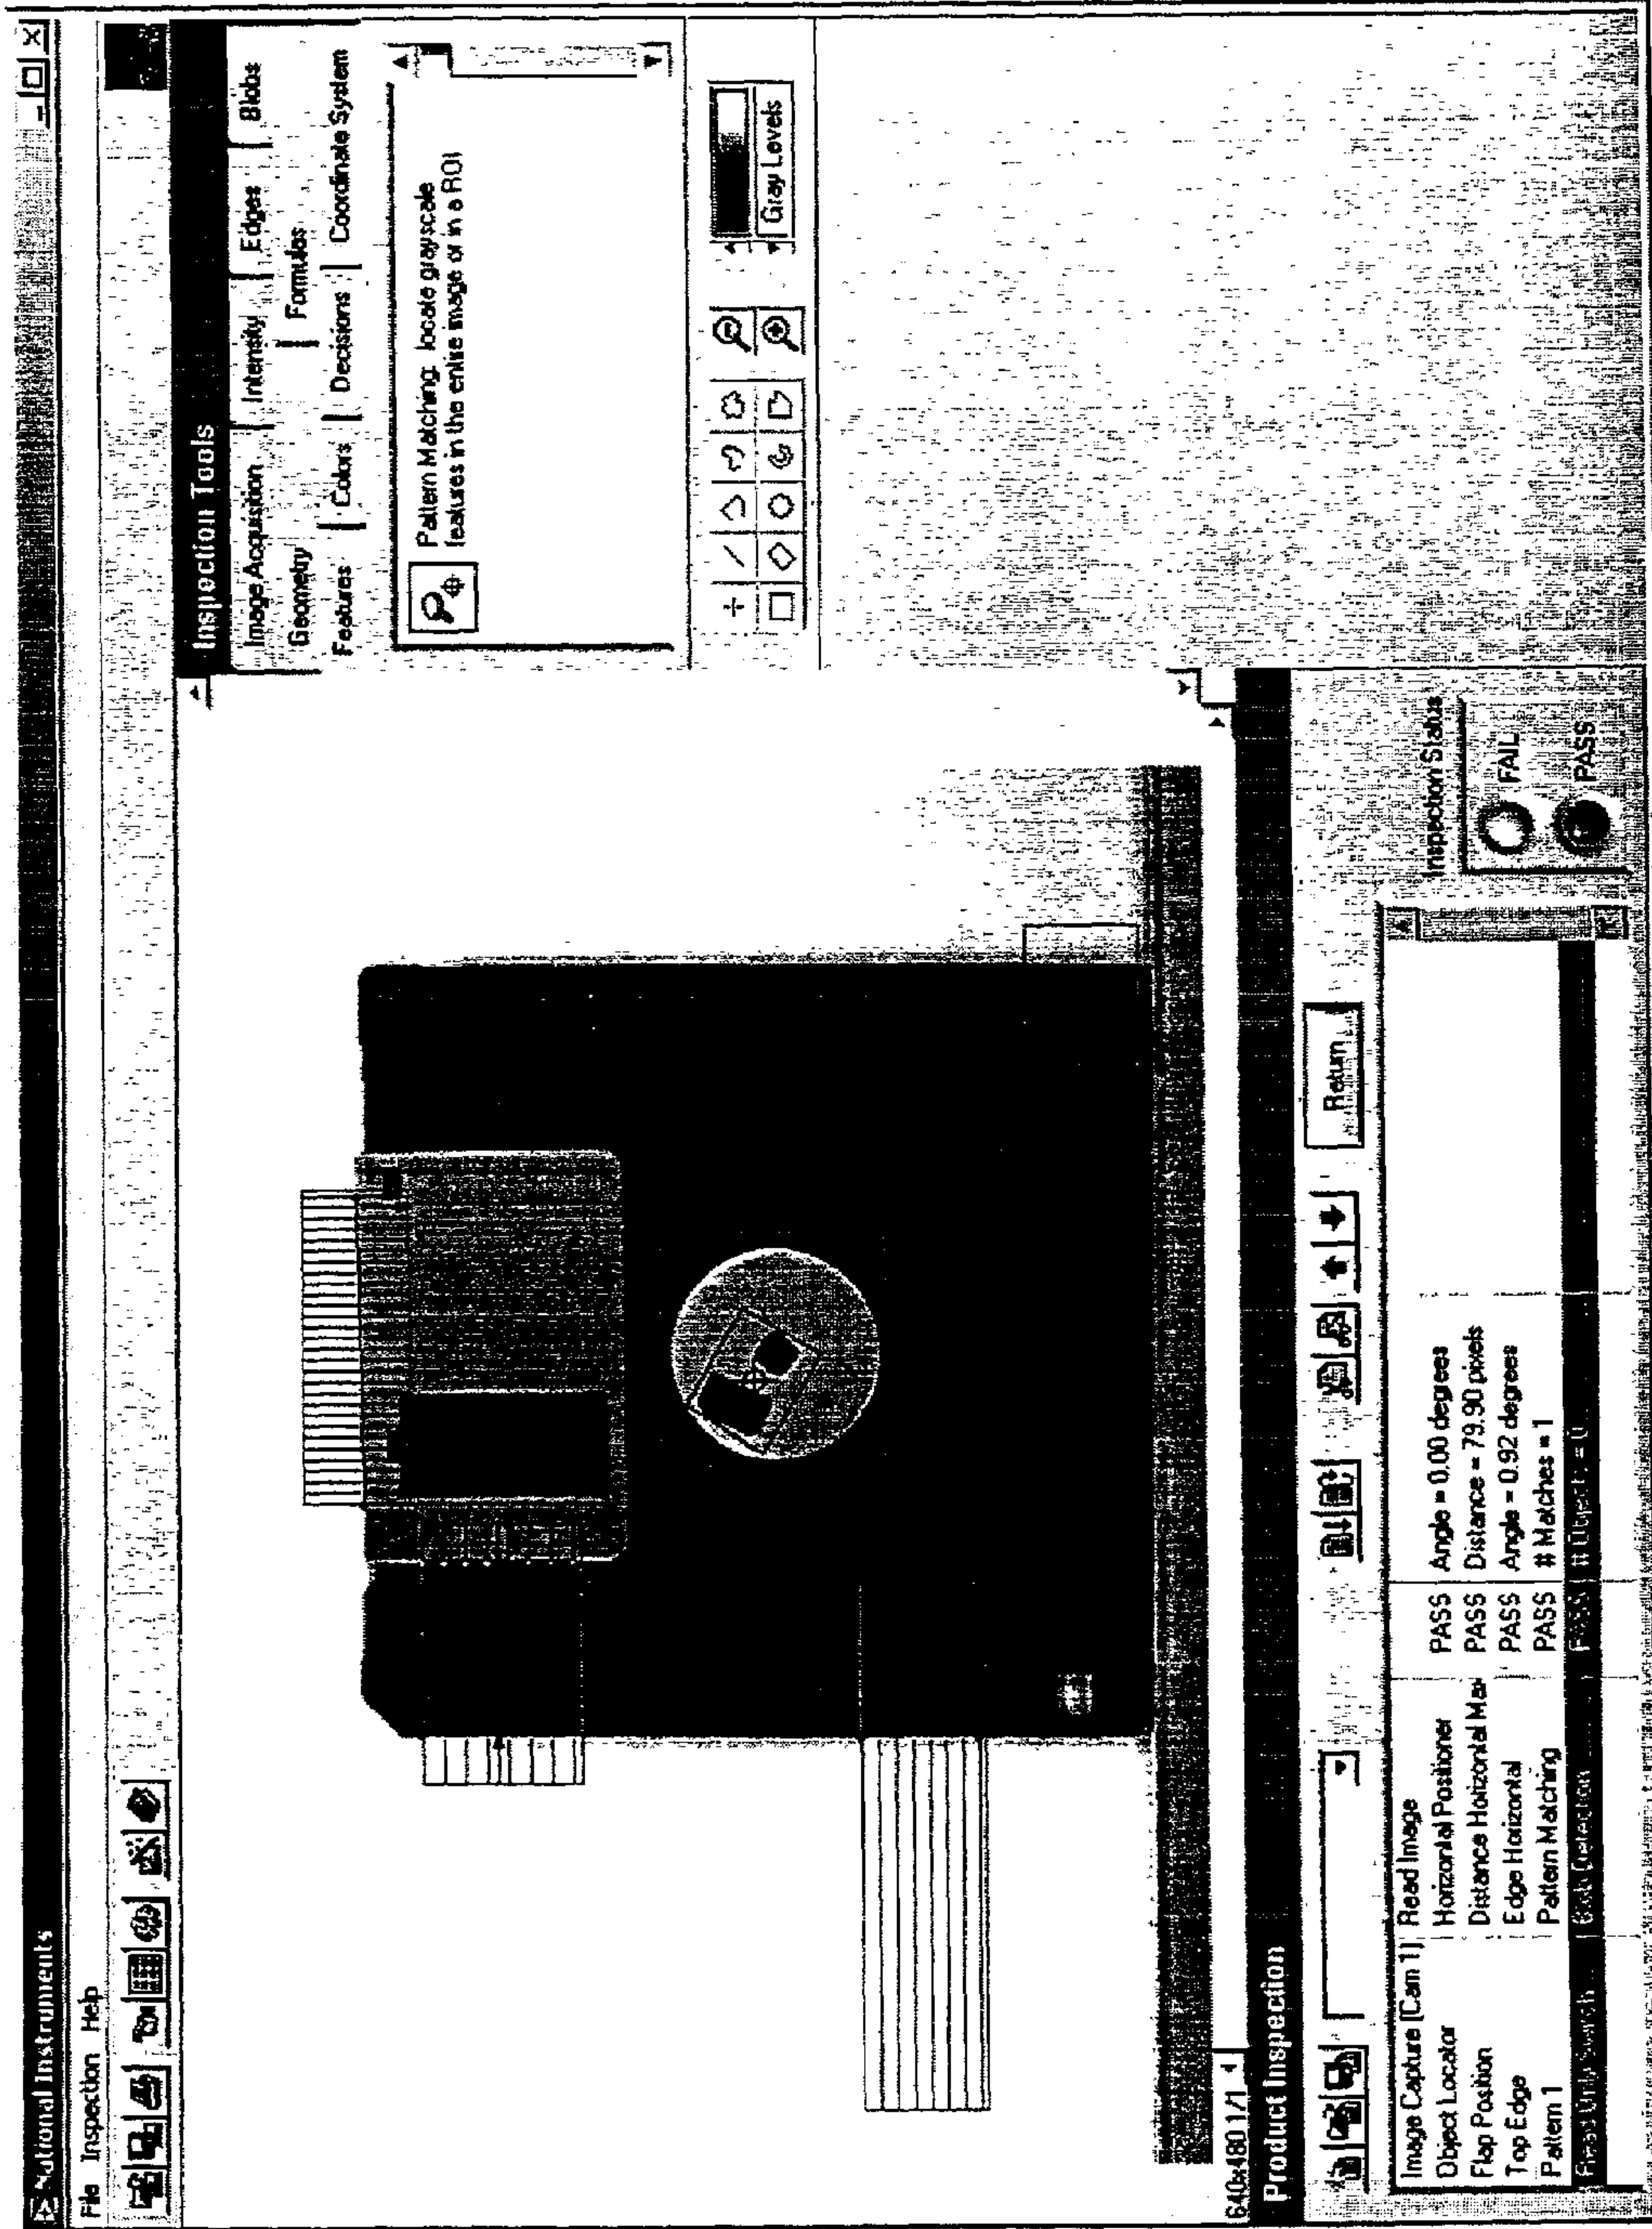 National Instruments
File Inspection Help
Inspection Tools
Image Acquisition Intensity Edges Blobs
Geometry Formulas
Features Colors Decisions Coordinate System
Pattern Matching: locate grayscale
features in the entire image or in a ROI
Gray Levels
640x480 1/1
Product Inspection
Return
Inspection Status
FAIL
PASS
Image Capture [Cam 1] Read Image
Object Locator Horizontal Positioner PASS Angle = 0.00 degrees
Flap Position Distance Horizontal Max PASS Distance = 79.90 pixels
Top Edge Edge Horizontal PASS Angle = 0.92 degrees
Pattern 1 Pattern Matching PASS # Matches = 1
Detection PASS # Objects = 0